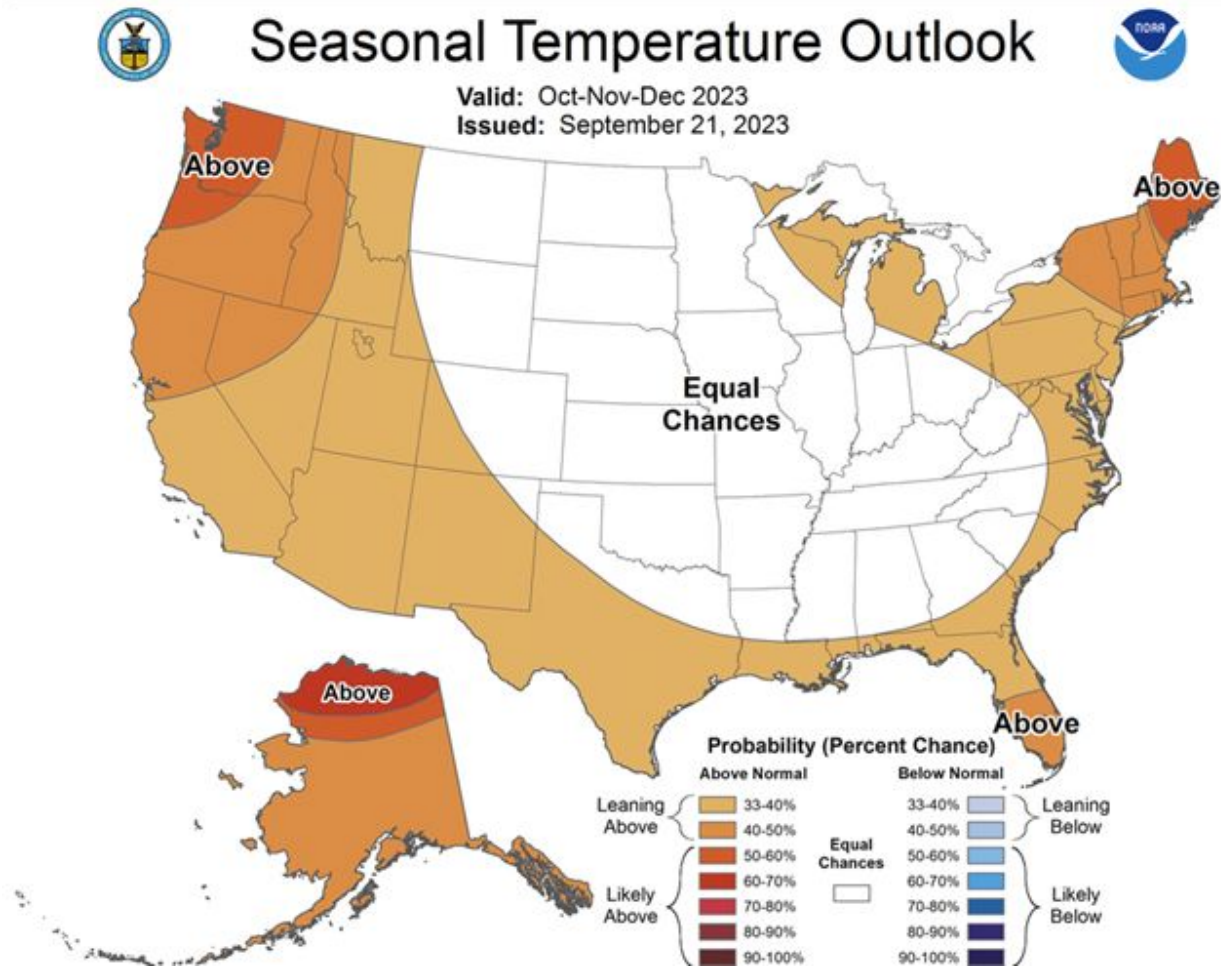 Seasonal Temperature Outlook
NOAA
Valid: Oct-Nov-Dec 2023
Issued: September 21, 2023
Above
Above
Equal
Chances
Above
Above
Probability (Percent Chance)
Above Normal
Below Normal
Leaning
Above
33-40%
40-50%
Likely
Above
50-60%
60-70%
70-80%
80-90%
90-100%
Equal
Chances
33-40%
40-50%
Leaning
Below
50-60%
60-70%
70-80%
80-90%
90-100%
Likely
Below